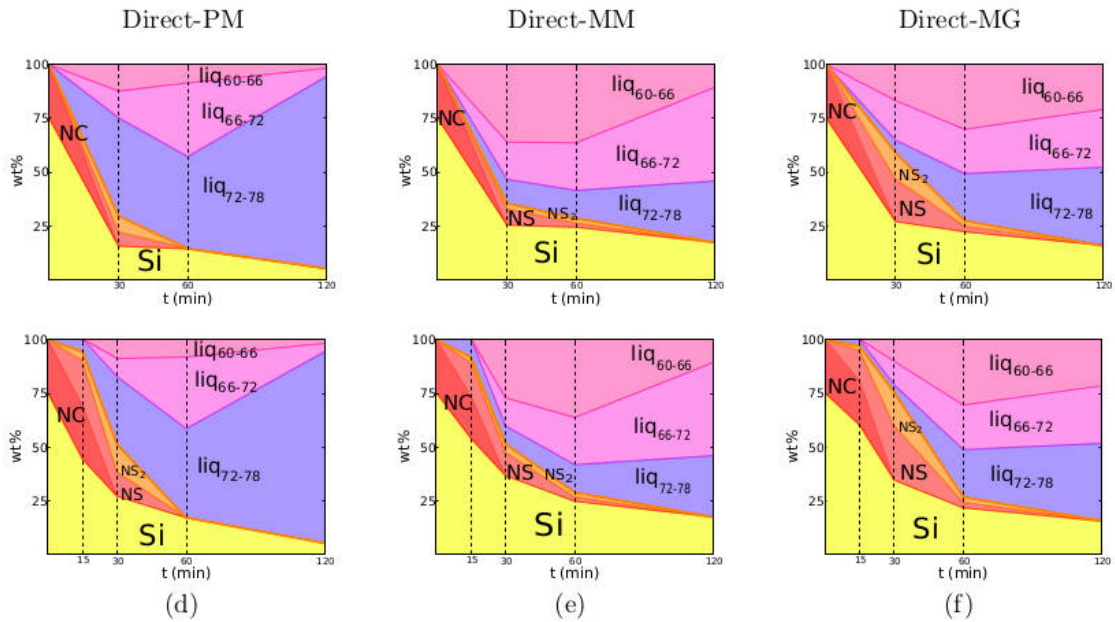 Direct-PM Direct-MM Direct-MG
100 75 50 25 wt% liq60-66 liq66-72 NC liq72-78 Si 30 60 120 t (min)
100 75 50 25 wt% liq60-66 NC liq66-72 NS NS2 liq72-78 Si 30 60 120 t (min)
100 75 50 25 wt% liq60-66 NC liq66-72 NS2 NS liq72-78 Si 30 60 120 t (min)
100 75 50 25 wt% liq60-66 liq66-72 NC NS2 liq72-78 NS Si 15 30 60 120 t (min)
100 75 50 25 wt% liq60-66 NC liq66-72 NS NS2 liq72-78 Si 15 30 60 120 t (min)
100 75 50 25 wt% liq60-66 NC liq66-72 NS2 NS liq72-78 Si 15 30 60 120 t (min)
(d) (e) (f)